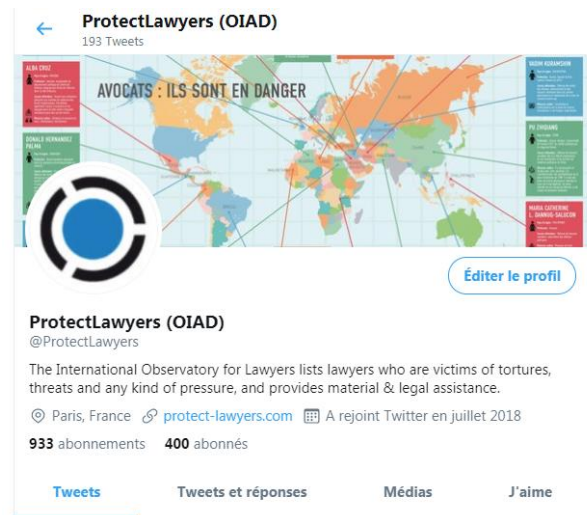 ProtectLawyers (OIAD)
193 Tweets
ALBA CRUZ
AVOCATS : ILS SONT EN DANGER
VADIM KURAMSHIN
DONALD HERNANDEZ
PALMA
PU ZHIQIANG
MARIA CATHERINE
L. DANNUG-SALUCON
Éditer le profil
ProtectLawyers (OIAD)
@ProtectLawyers
The International Observatory for Lawyers lists lawyers who are victims of tortures,
threats and any kind of pressure, and provides material & legal assistance.
Paris, France protect-lawyers.com A rejoint Twitter en juillet 2018
933 abonnements 400 abonnés
Tweets Tweets et réponses Médias J'aime